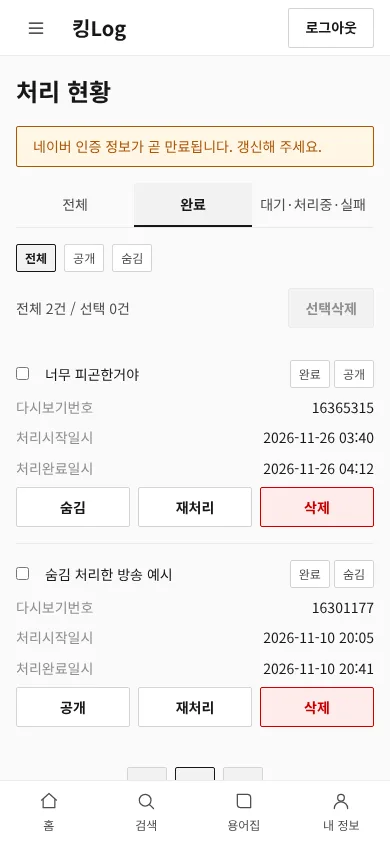 킹Log
로그아웃
처리 현황
네이버 인증 정보가 곧 만료됩니다. 갱신해 주세요.
전체 완료 대기·처리중·실패
전체 공개 숨김
전체 2건 / 선택 0건 선택삭제
너무 피곤한거야 완료 공개
다시보기번호 16365315
처리시작일시 2026-11-26 03:40
처리완료일시 2026-11-26 04:12
숨김 재처리 삭제
숨김 처리한 방송 예시 완료 숨김
다시보기번호 16301177
처리시작일시 2026-11-10 20:05
처리완료일시 2026-11-10 20:41
공개 재처리 삭제
홈 검색 용어집 내 정보